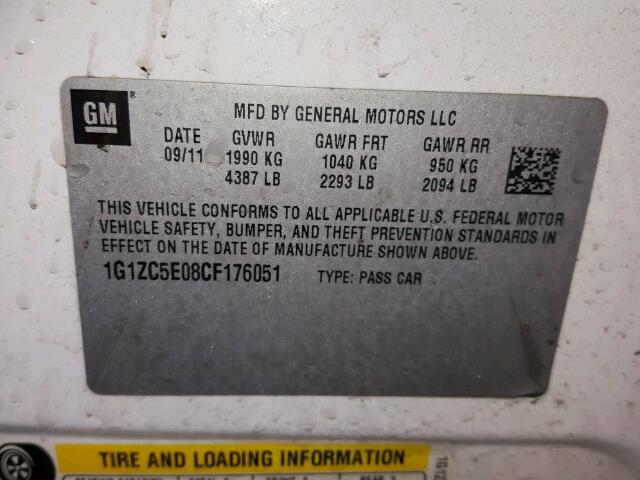 GM
MFD BY GENERAL MOTORS LLC
DATE GVWR GAWR FRT GAWR RR
09/11 1990 KG 1040 KG 950 KG
4387 LB 2293 LB 2094 LB
THIS VEHICLE CONFORMS TO ALL APPLICABLE U.S. FEDERAL MOTOR
VEHICLE SAFETY, BUMPER, AND THEFT PREVENTION STANDARDS IN
EFFECT ON THE DATE OF MANUFACTURE SHOWN ABOVE.
1G1ZC5E08CF176051 TYPE: PASS CAR
TIRE AND LOADING INFORMATION
1G1Z